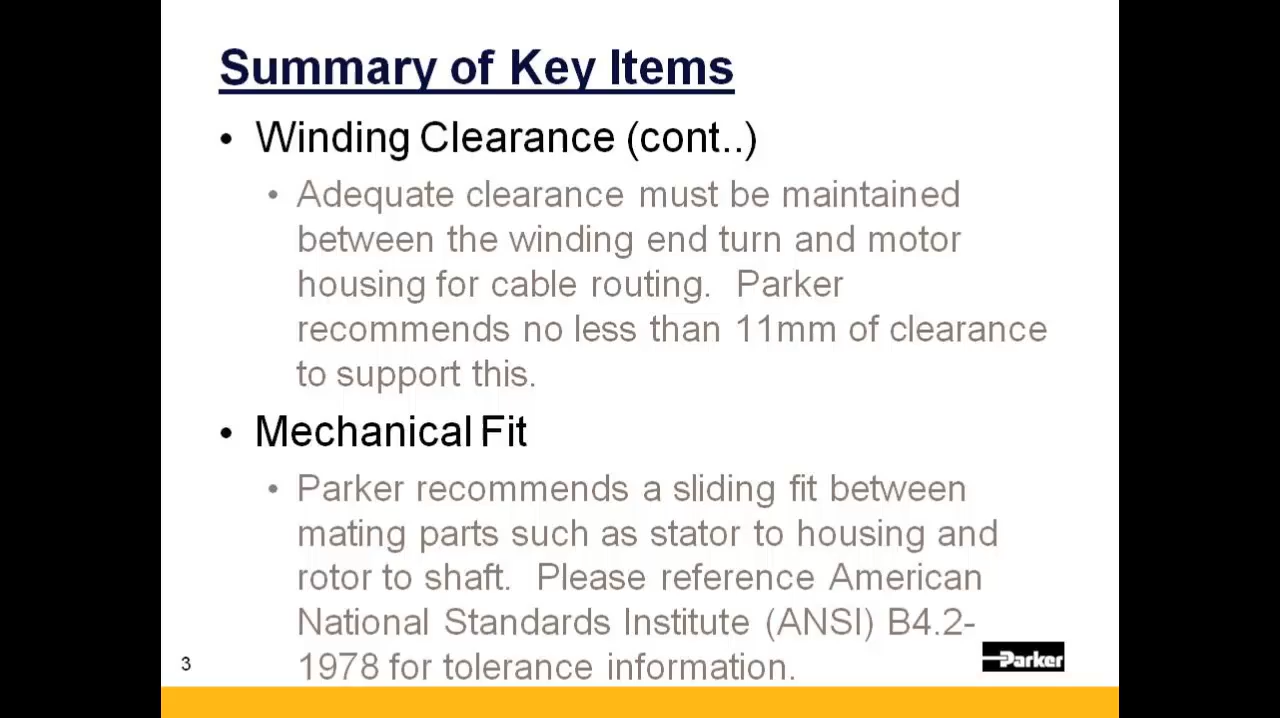 Summary of Key Items
• Winding Clearance (cont..)
• Adequate clearance must be maintained
between the winding end turn and motor
housing for cable routing.  Parker
recommends no less than 11mm of clearance
to support this.
• Mechanical Fit
• Parker recommends a sliding fit between
mating parts such as stator to housing and
rotor to shaft.  Please reference American
National Standards Institute (ANSI) B4.2-
1978 for tolerance information.
3
Parker